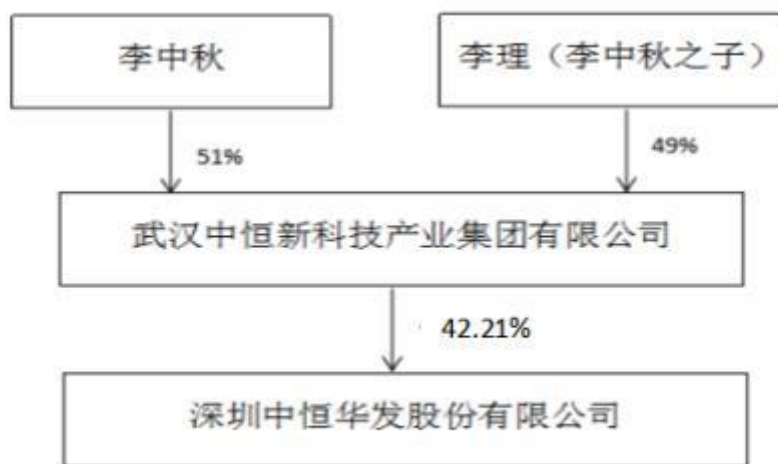 李中秋
李理（李中秋之子）
51%
49%
武汉中恒新科技产业集团有限公司
42.21%
深圳中恒华发股份有限公司